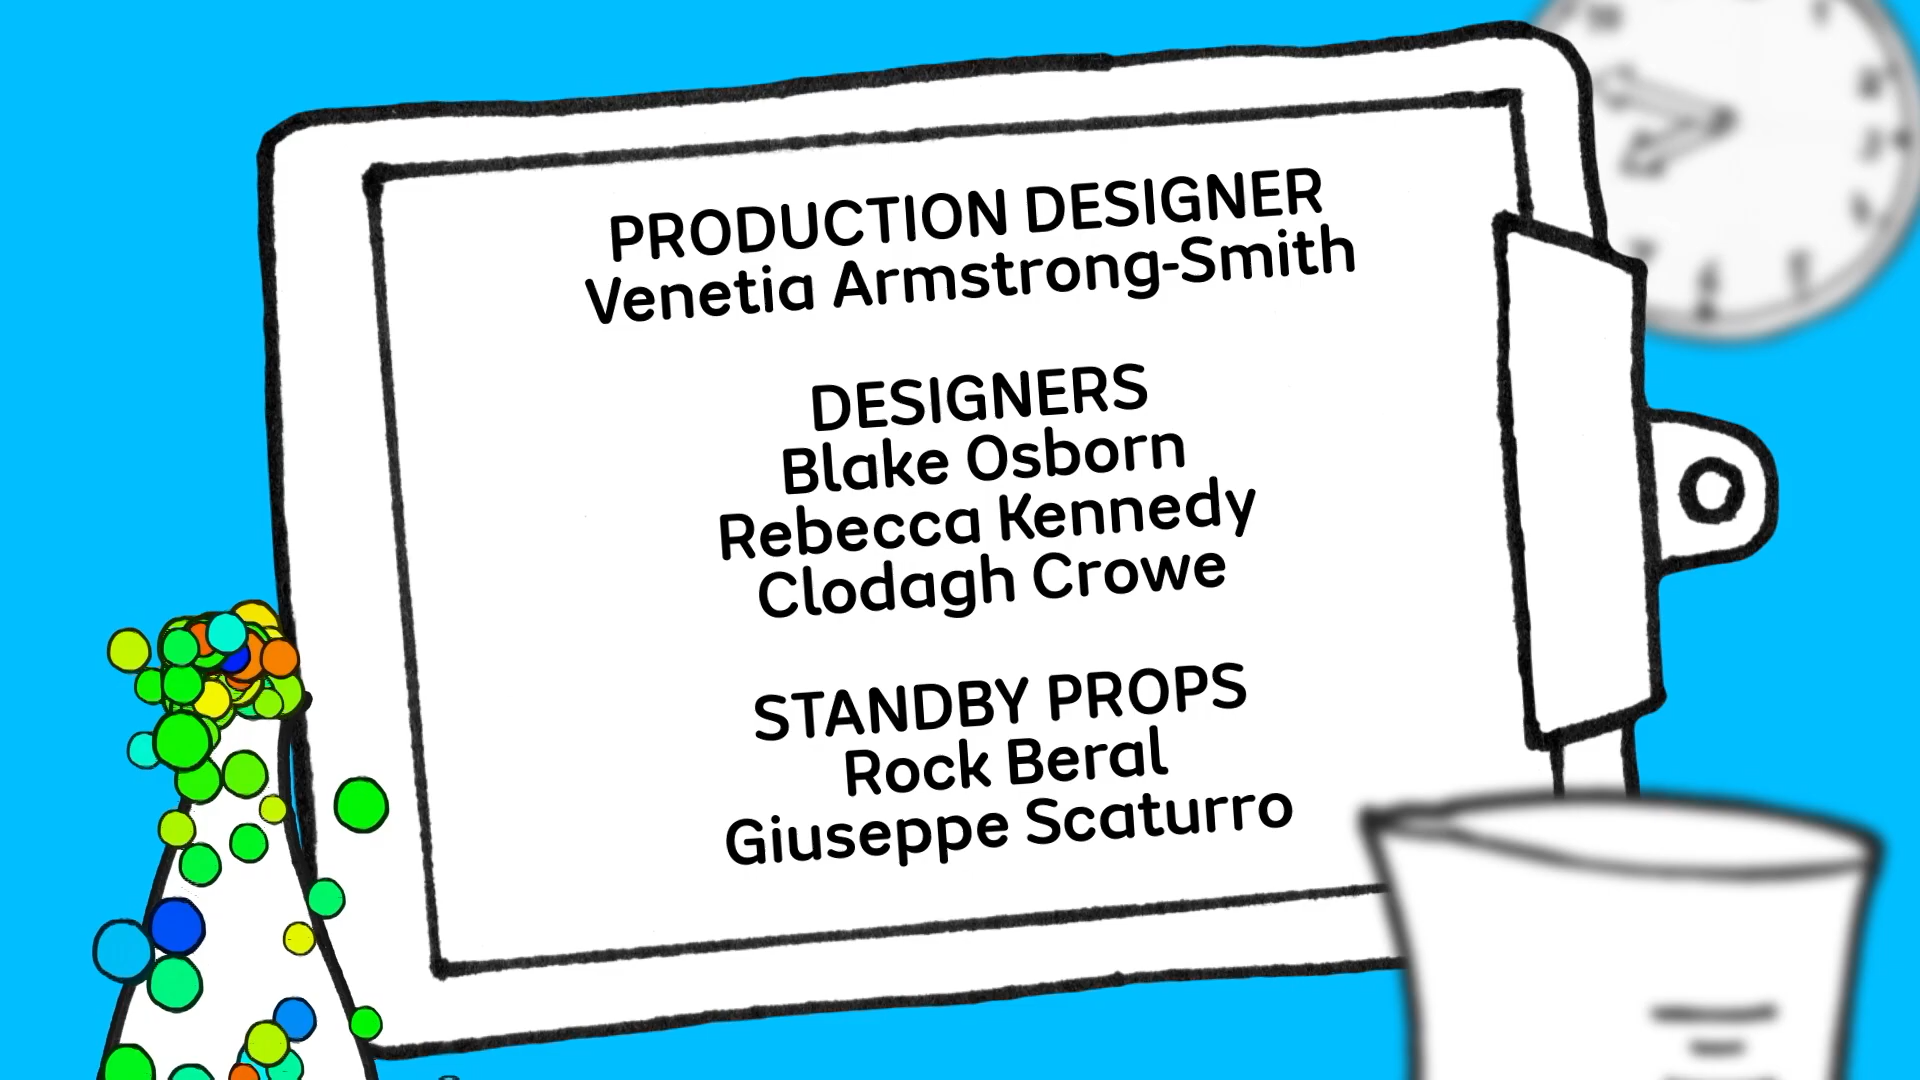 PRODUCTION DESIGNER
Venetia Armstrong-Smith
DESIGNERS
Blake Osborn
Rebecca Kennedy
Clodagh Crowe
STANDBY PROPS
Rock Beral
Giuseppe Scaturro